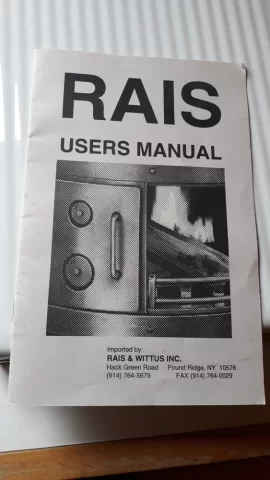 RAIS
USERS MANUAL
Imported by:
RAIS & WITTUS INC.
Hack Green Road Pound Ridge, NY 10576
(914) 764-5679 FAX (914) 764-0029